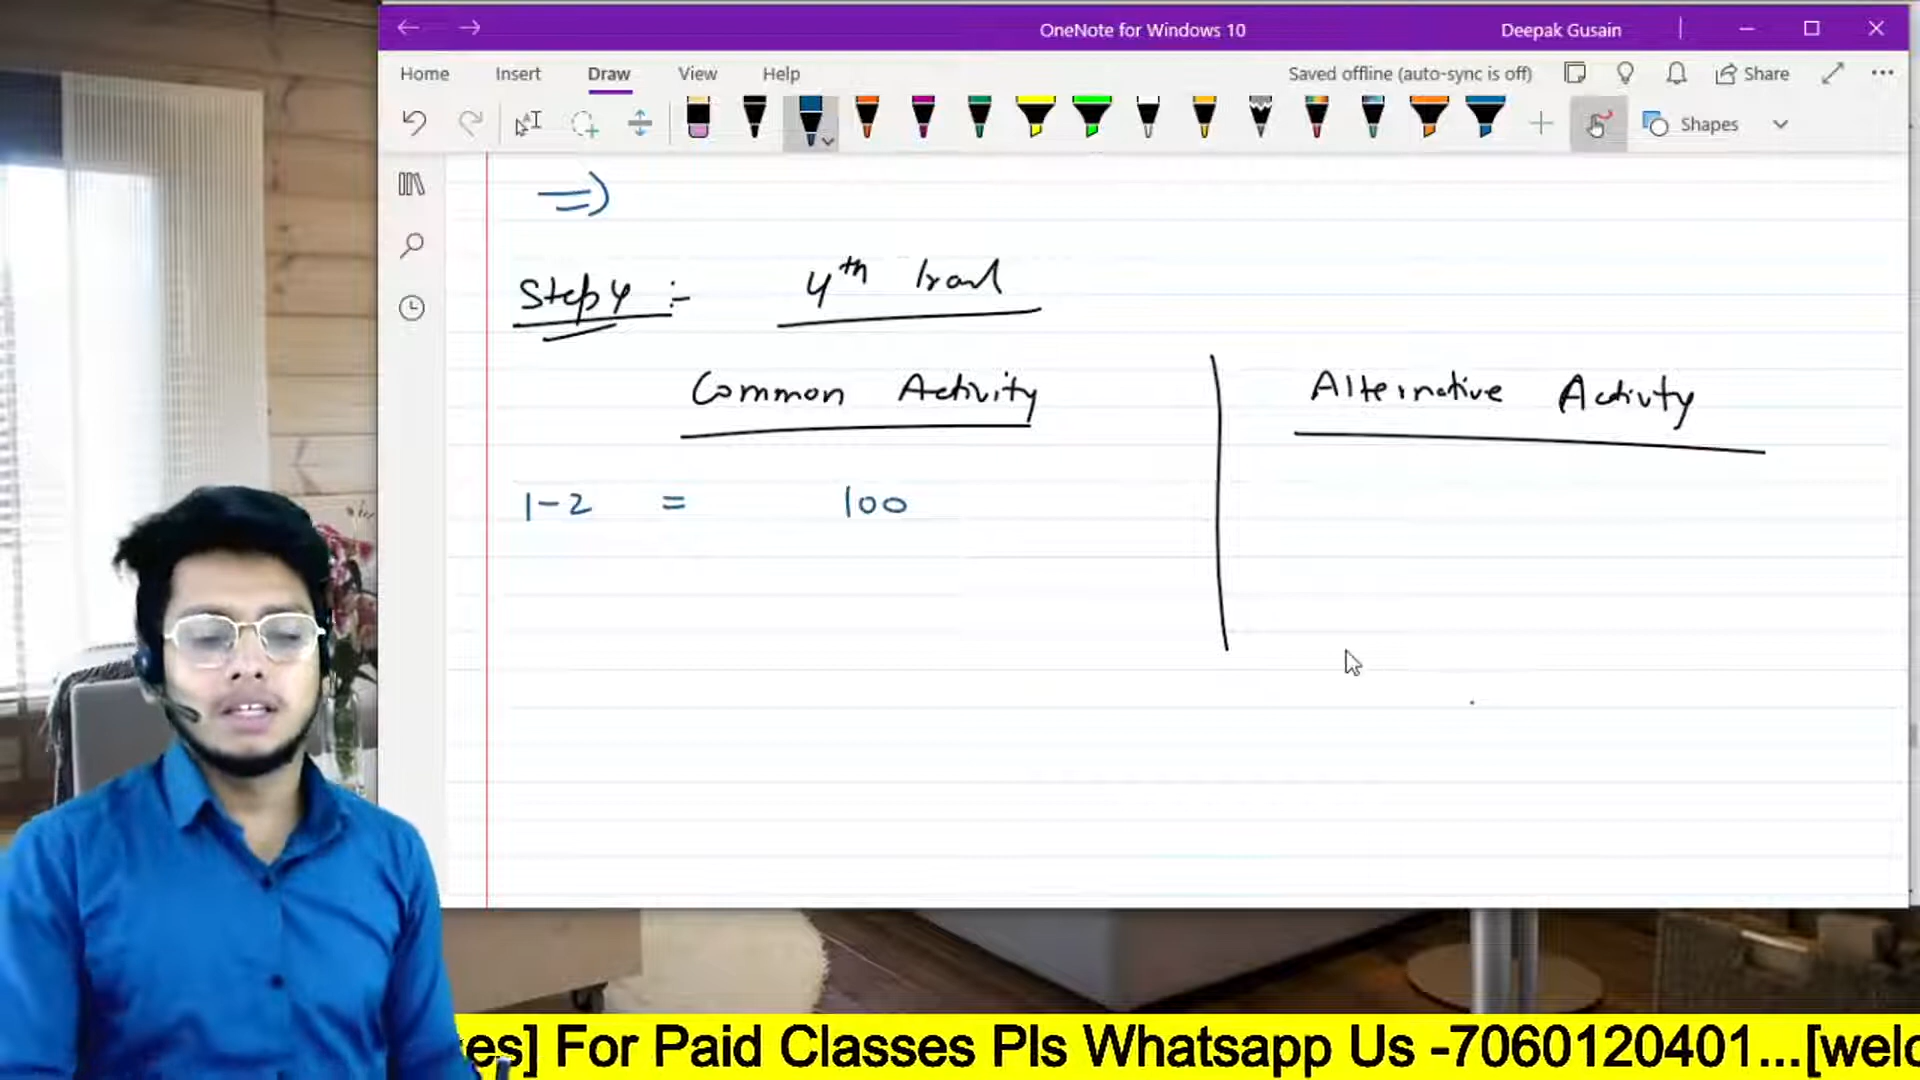 OneNote for Windows 10
Deepak Gusain
Home Insert Draw View Help
Saved offline (auto-sync is off)
Share
Shapes
=>
Step 4 :-
4th
Common Activity
Alternative Activity
1-2 = 100
es] For Paid Classes Pls Whatsapp Us -7060120401...[welc